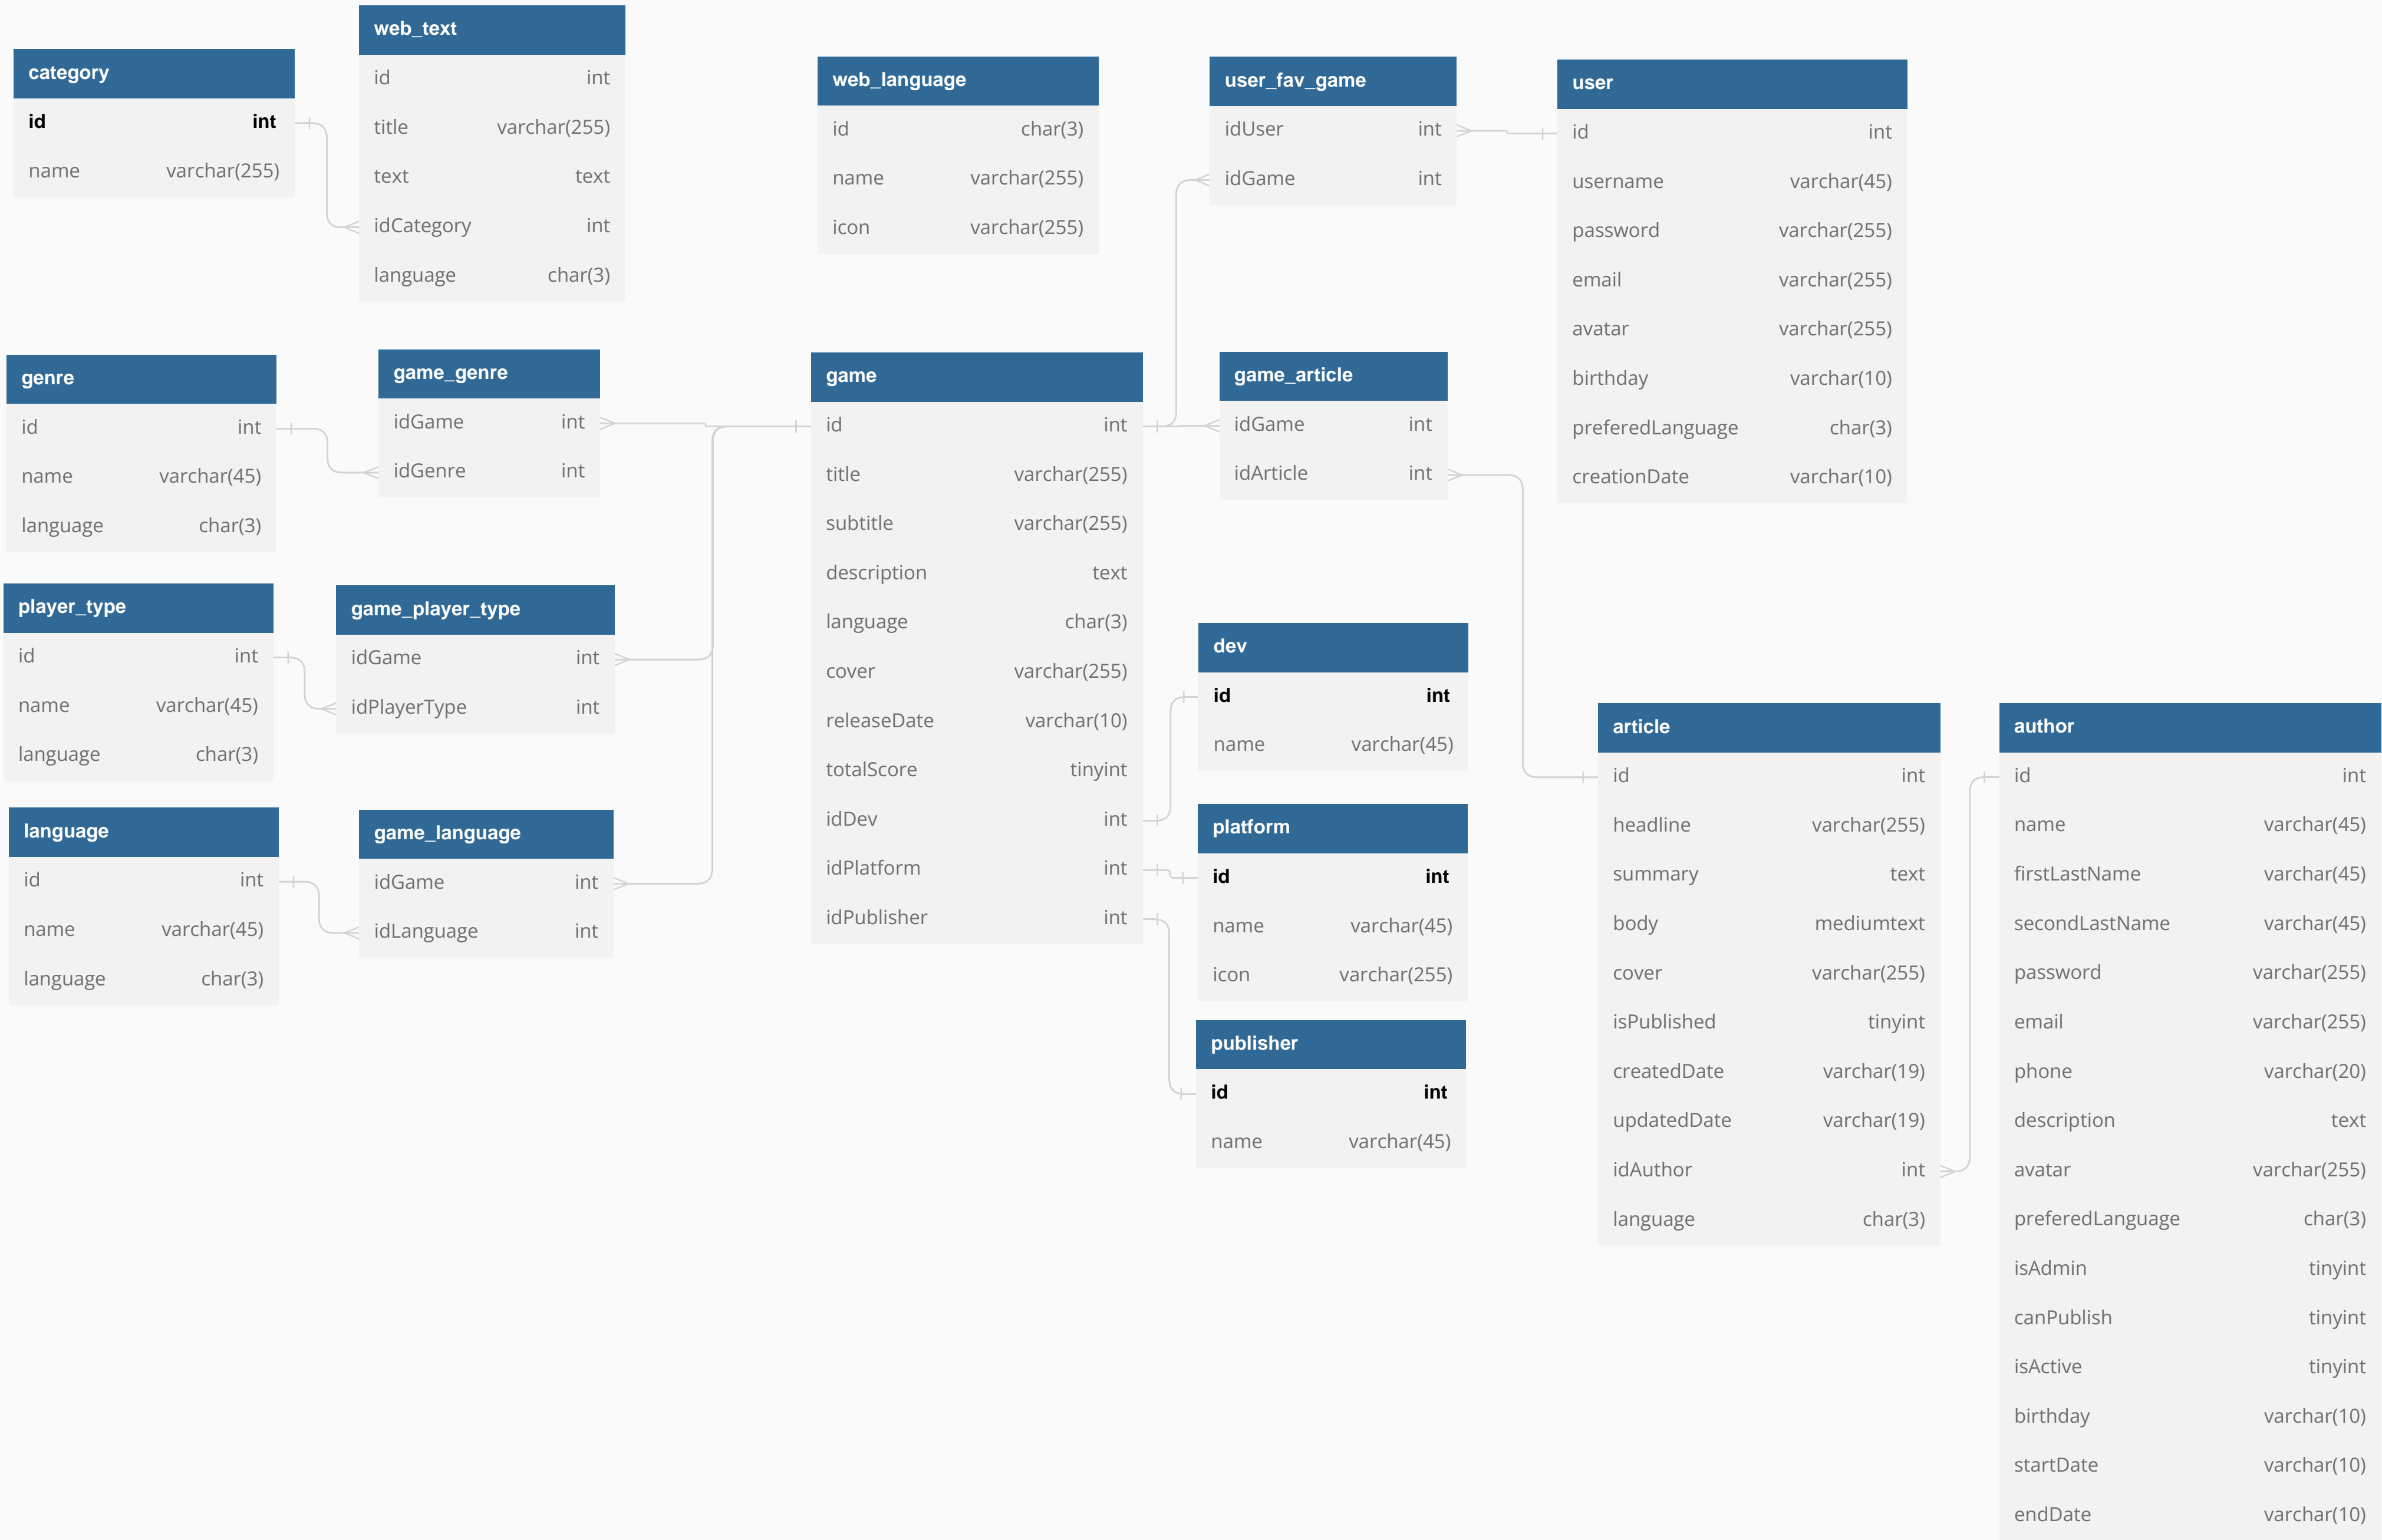 web_text
id int
title varchar(255)
text text
idCategory int
language char(3)
category
id int
name varchar(255)
web_language
id char(3)
name varchar(255)
icon varchar(255)
user_fav_game
idUser int
idGame int
user
id int
username varchar(45)
password varchar(255)
email varchar(255)
avatar varchar(255)
birthday varchar(10)
preferedLanguage char(3)
creationDate varchar(10)
genre
id int
name varchar(45)
language char(3)
game_genre
idGame int
idGenre int
game
id int
title varchar(255)
subtitle varchar(255)
description text
language char(3)
cover varchar(255)
releaseDate varchar(10)
totalScore tinyint
idDev int
idPlatform int
idPublisher int
game_article
idGame int
idArticle int
player_type
id int
name varchar(45)
language char(3)
game_player_type
idGame int
idPlayerType int
dev
id int
name varchar(45)
language
id int
name varchar(45)
language char(3)
game_language
idGame int
idLanguage int
platform
id int
name varchar(45)
icon varchar(255)
publisher
id int
name varchar(45)
article
id int
headline varchar(255)
summary text
body mediumtext
cover varchar(255)
isPublished tinyint
createdDate varchar(19)
updatedDate varchar(19)
idAuthor int
language char(3)
author
id int
name varchar(45)
firstLastName varchar(45)
secondLastName varchar(45)
password varchar(255)
email varchar(255)
phone varchar(20)
description text
avatar varchar(255)
preferedLanguage char(3)
isAdmin tinyint
canPublish tinyint
isActive tinyint
birthday varchar(10)
startDate varchar(10)
endDate varchar(10)